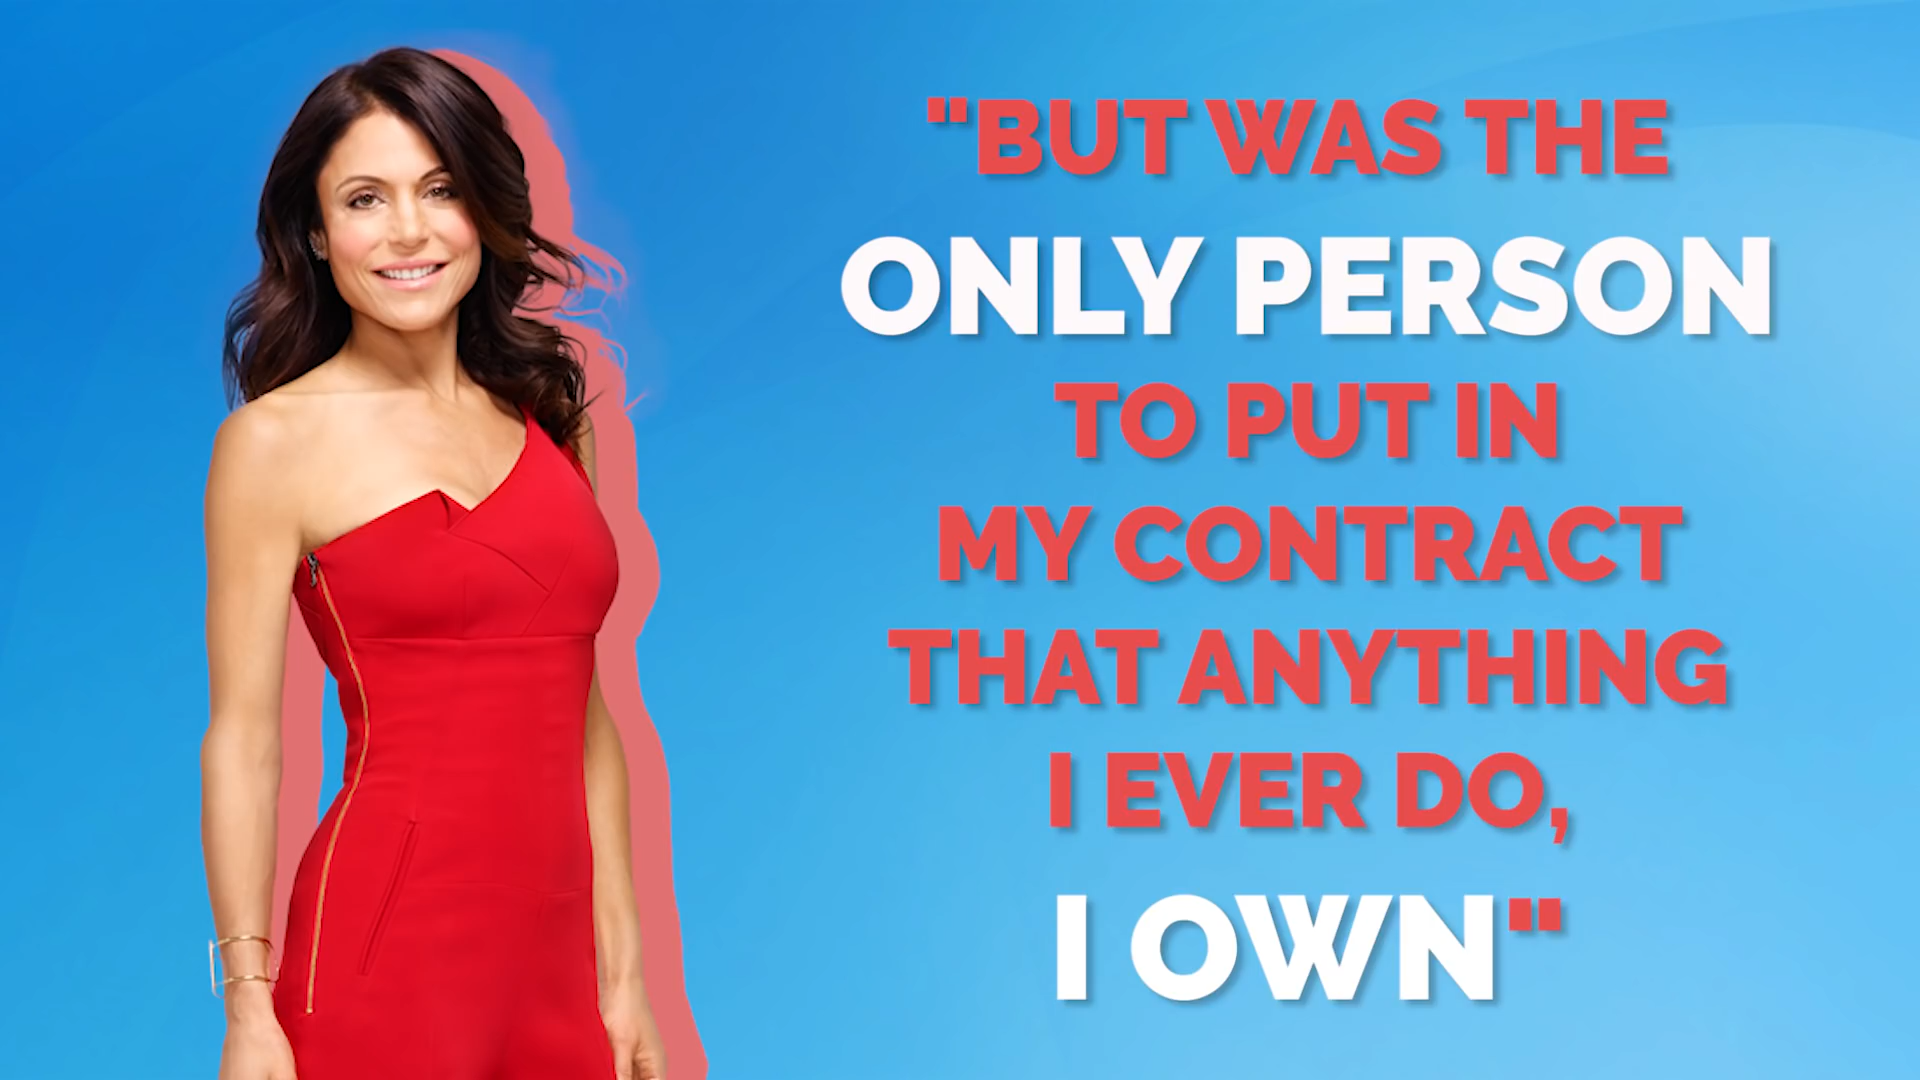 "BUT WAS THE
ONLY PERSON
TO PUT IN
MY CONTRACT
THAT ANYTHING
I EVER DO,
I OWN"